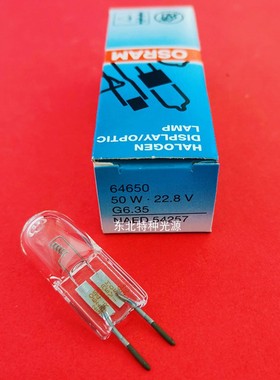 OSRAM
HALOGEN
DISPLAY/OPTIC
LAMP
64650
50 W · 22.8 V
G6.35
NAED 54257
东北特种光源